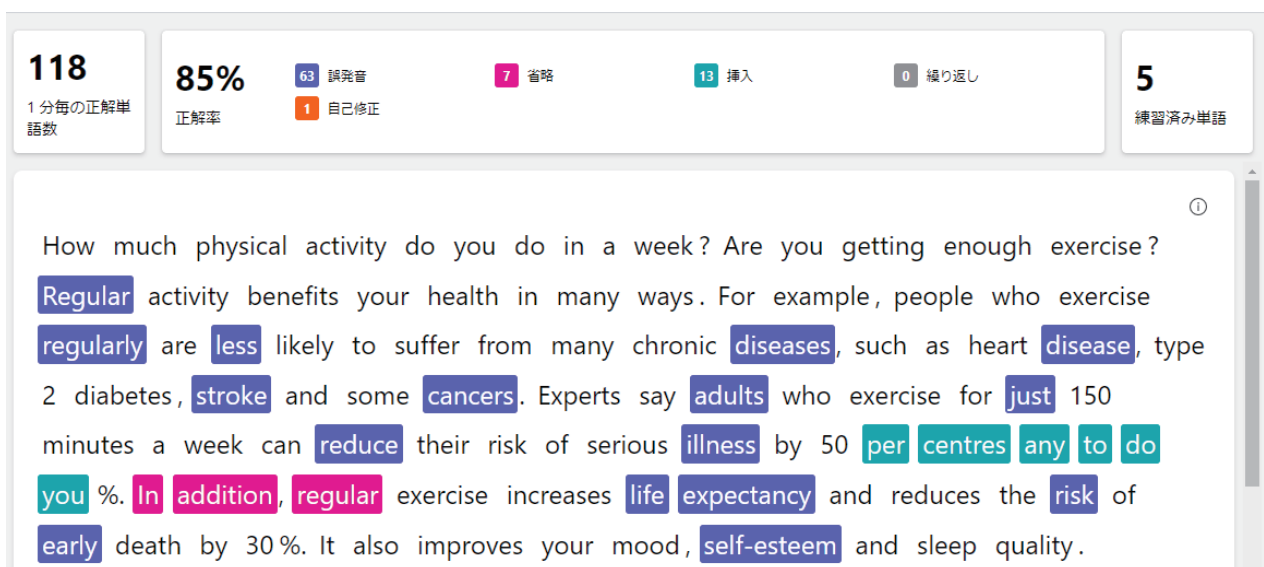 118
1 分毎の正解単
語数
85%
正解率
63 誤発音
7 省略
13 挿入
0 繰り返し
1 自己修正
5
練習済み単語
How much physical activity do you do in a week? Are you getting enough exercise?
Regular activity benefits your health in many ways. For example, people who exercise
regularly are less likely to suffer from many chronic diseases, such as heart disease, type
2 diabetes, stroke and some cancers. Experts say adults who exercise for just 150
minutes a week can reduce their risk of serious illness by 50 per centres any to do
you %. In addition, regular exercise increases life expectancy and reduces the risk of
early death by 30%. It also improves your mood, self-esteem and sleep quality.